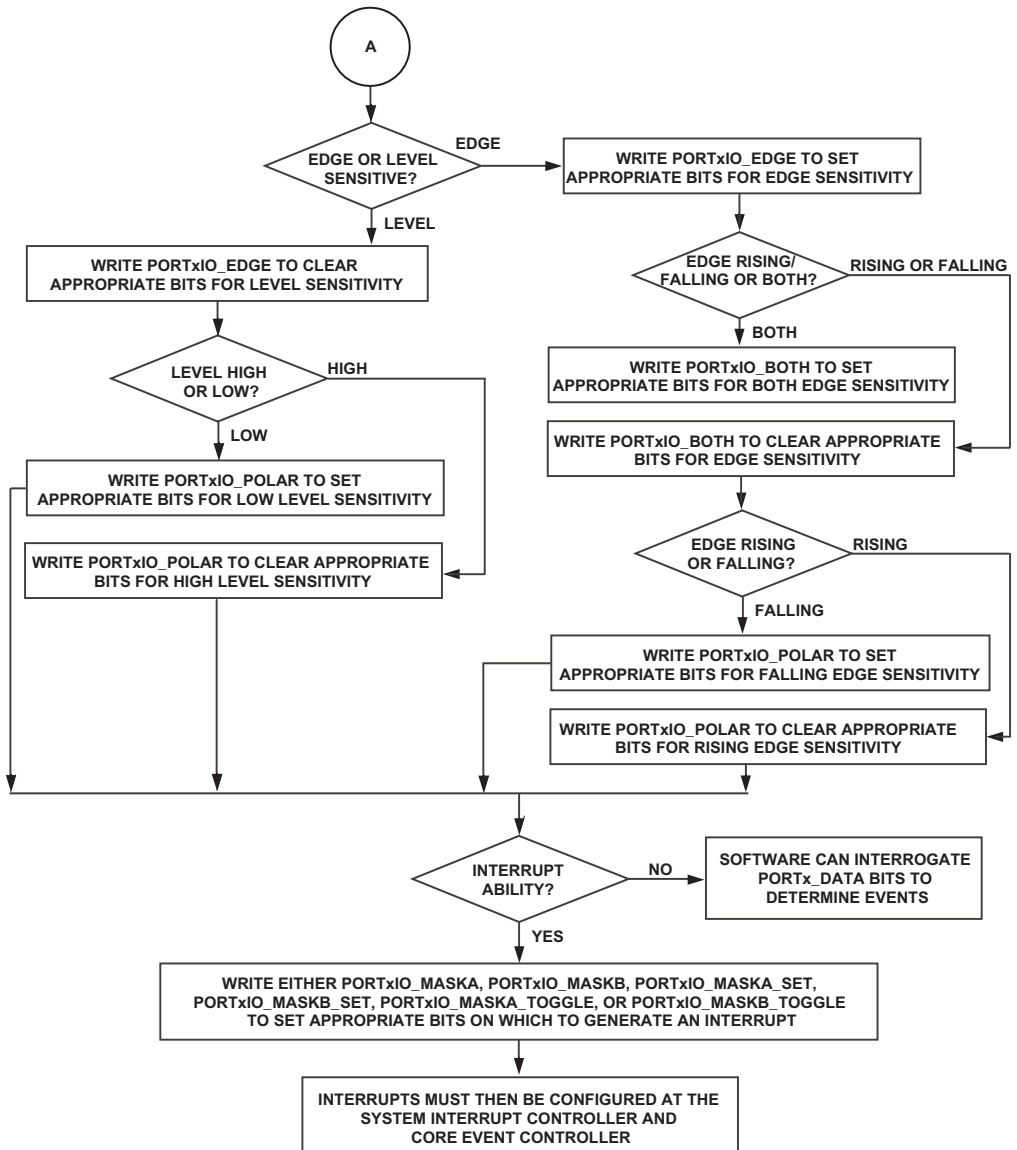 A
EDGE OR LEVEL
SENSITIVE?
EDGE
LEVEL
WRITE PORTxIO_EDGE TO SET
APPROPRIATE BITS FOR EDGE SENSITIVITY
WRITE PORTxIO_EDGE TO CLEAR
APPROPRIATE BITS FOR LEVEL SENSITIVITY
EDGE RISING/
FALLING OR BOTH?
RISING OR FALLING
BOTH
LEVEL HIGH
OR LOW?
HIGH
LOW
WRITE PORTxIO_BOTH TO SET
APPROPRIATE BITS FOR BOTH EDGE SENSITIVITY
WRITE PORTxIO_BOTH TO CLEAR APPROPRIATE
BITS FOR EDGE SENSITIVITY
WRITE PORTxIO_POLAR TO SET
APPROPRIATE BITS FOR LOW LEVEL SENSITIVITY
WRITE PORTxIO_POLAR TO CLEAR APPROPRIATE
BITS FOR HIGH LEVEL SENSITIVITY
EDGE RISING
OR FALLING?
RISING
FALLING
WRITE PORTxIO_POLAR TO SET
APPROPRIATE BITS FOR FALLING EDGE SENSITIVITY
WRITE PORTxIO_POLAR TO CLEAR APPROPRIATE
BITS FOR RISING EDGE SENSITIVITY
INTERRUPT
ABILITY?
NO
YES
SOFTWARE CAN INTERROGATE
PORTx_DATA BITS TO
DETERMINE EVENTS
WRITE EITHER PORTxIO_MASKA, PORTxIO_MASKB, PORTxIO_MASKA_SET,
PORTxIO_MASKB_SET, PORTxIO_MASKA_TOGGLE, OR PORTxIO_MASKB_TOGGLE
TO SET APPROPRIATE BITS ON WHICH TO GENERATE AN INTERRUPT
INTERRUPTS MUST THEN BE CONFIGURED AT THE
SYSTEM INTERRUPT CONTROLLER AND
CORE EVENT CONTROLLER